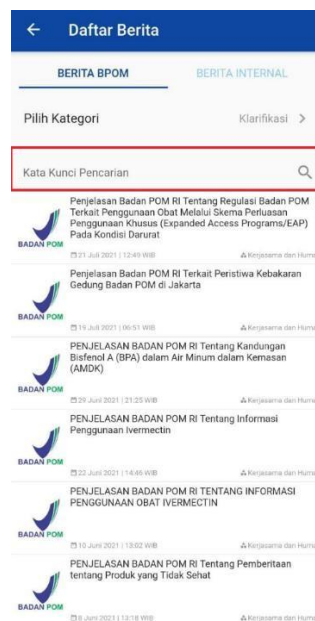 Daftar Berita
BERITA BPOM
BERITA INTERNAL
Pilih Kategori
Klarifikasi
Kata Kunci Pencarian
Penjelasan Badan POM RI Tentang Regulasi Badan POM
Terkait Penggunaan Obat Melalui Skema Perluasan
Penggunaan Khusus (Expanded Access Programs/EAP)
Pada Kondisi Darurat
BADAN POM
21 Juli 2021 | 12:49 WIB
Kerjasama dan Huma
Penjelasan Badan POM RI Terkait Peristiwa Kebakaran
Gedung Badan POM di Jakarta
BADAN POM
19 Juli 2021 | 06:51 WIB
Kerjasama dan Huma
PENJELASAN BADAN POM RI Tentang Kandungan
Bisfenol A (BPA) dalam Air Minum dalam Kemasan
(AMDK)
BADAN POM
29 Juni 2021 | 21:25 WIB
Kerjasama dan Huma
PENJELASAN BADAN POM RI Tentang Informasi
Penggunaan Ivermectin
BADAN POM
22 Juni 2021 | 14:46 WIB
Kerjasama dan Huma
PENJELASAN BADAN POM RI TENTANG INFORMASI
PENGGUNAAN OBAT IVERMECTIN
BADAN POM
10 Juni 2021 | 13:02 WIB
Kerjasama dan Huma
PENJELASAN BADAN POM RI Tentang Pemberitaan
tentang Produk yang Tidak Sehat
BADAN POM
8 Juni 2021 | 13:18 WIB
Kerjasama dan Huma